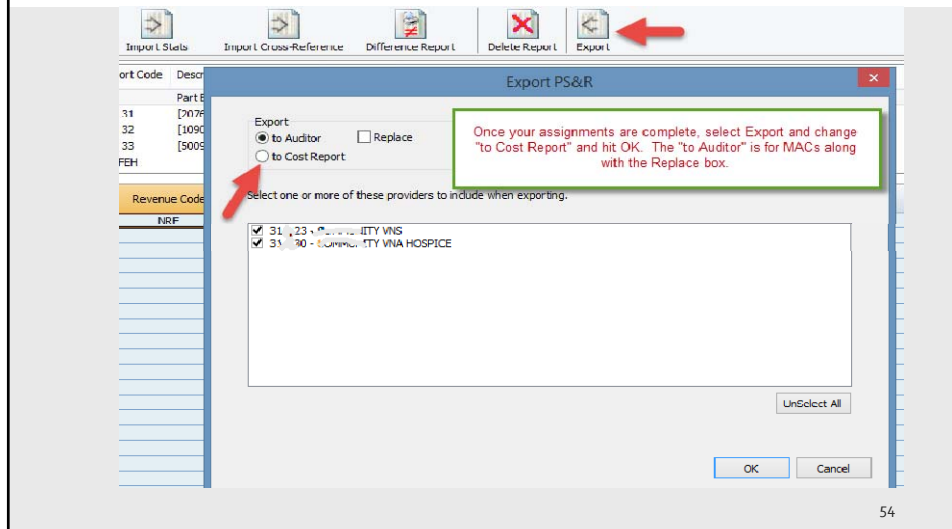 Import Stats Import Cross-Reference Difference Report Delete Report Export
ort Code Descr
Export PS&R
Part B
31 [2076
32 [1090
33 [5009
FEH
Export
to Auditor Replace
to Cost Report
Once your assignments are complete, select Export and change
"to Cost Report" and hit OK. The "to Auditor" is for MACs along
with the Replace box.
Revenue Code
Select one or more of these providers to include when exporting.
NRF
VNS
VNA HOSPICE
UnSelect All
OK Cancel
54